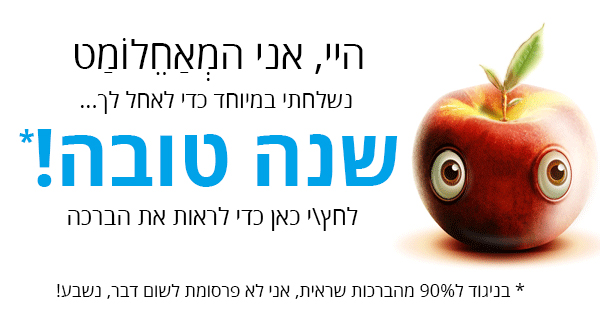 היי, אני המְאַחֵלוֹמַט
נשלחתי במיוחד כדי לאחל לך...
שנה טובה!*
לחץ\י כאן כדי לראות את הברכה
* בניגוד ל90% מהברכות שראית, אני לא פרסומת לשום דבר, נשבע!